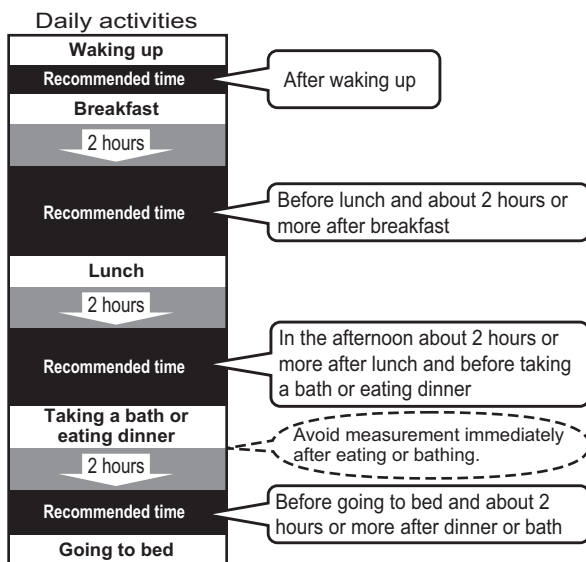 Daily activities
Waking up
Recommended time
After waking up
Breakfast
2 hours
Recommended time
Before lunch and about 2 hours or
more after breakfast
Lunch
2 hours
Recommended time
In the afternoon about 2 hours or
more after lunch and before taking
a bath or eating dinner
Taking a bath or
eating dinner
Avoid measurement immediately
after eating or bathing.
2 hours
Recommended time
Before going to bed and about 2
hours or more after dinner or bath
Going to bed